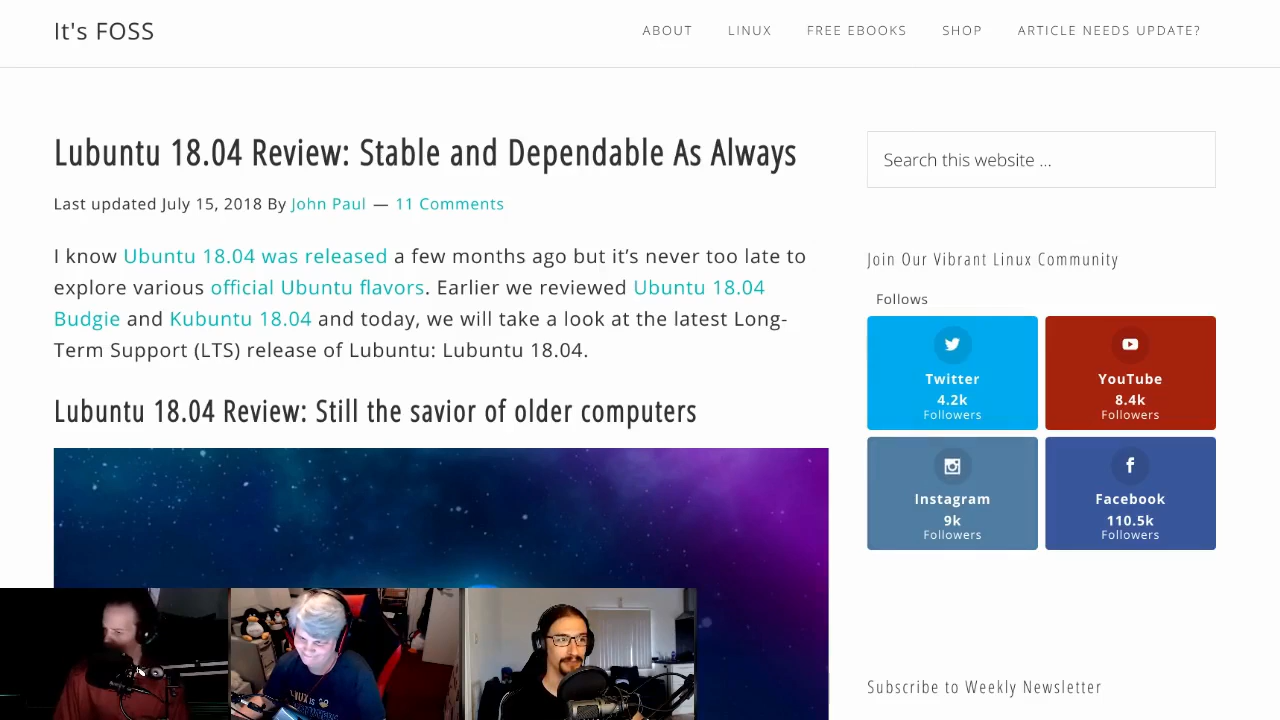 It's FOSS
ABOUT LINUX FREE EBOOKS SHOP ARTICLE NEEDS UPDATE?
Lubuntu 18.04 Review: Stable and Dependable As Always
Last updated July 15, 2018 By John Paul — 11 Comments
I know Ubuntu 18.04 was released a few months ago but it’s never too late to
explore various official Ubuntu flavors. Earlier we reviewed Ubuntu 18.04
Budgie and Kubuntu 18.04 and today, we will take a look at the latest Long-
Term Support (LTS) release of Lubuntu: Lubuntu 18.04.
Lubuntu 18.04 Review: Still the savior of older computers
Search this website ...
Join Our Vibrant Linux Community
Follows
Twitter
4.2k
Followers
YouTube
8.4k
Followers
Instagram
9k
Followers
Facebook
110.5k
Followers
Subscribe to Weekly Newsletter